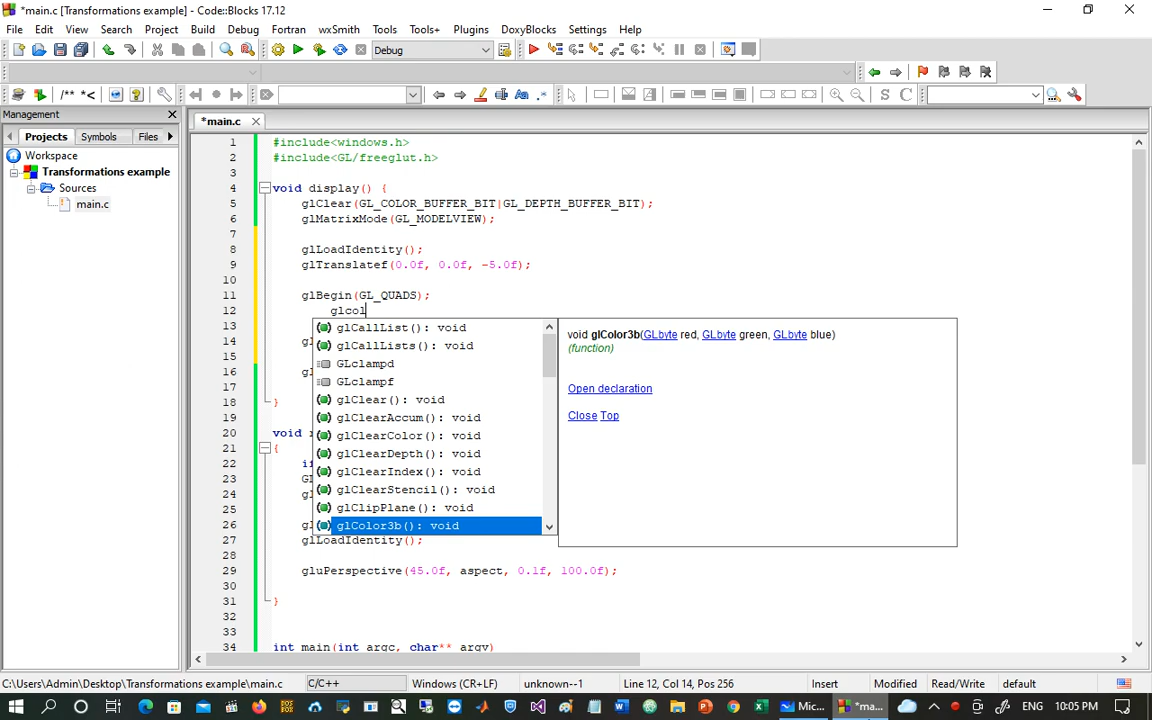 *main.c [Transformations example] - Code::Blocks 17.12
File Edit View Search Project Build Debug Fortran wxSmith Tools Tools+ Plugins DoxyBlocks Settings Help
Debug
/** *<
S C
Management
Projects Symbols Files
*main.c
Workspace
Transformations example
Sources
main.c
1 #include<windows.h>
2 #include<GL/freeglut.h>
3
4 void display() {
5 glClear(GL_COLOR_BUFFER_BIT|GL_DEPTH_BUFFER_BIT);
6 glMatrixMode(GL_MODELVIEW);
7
8 glLoadIdentity();
9 glTranslatef(0.0f, 0.0f, -5.0f);
10
11 glBegin(GL_QUADS);
12 glcol
13
14
15
16
17
18 }
19
20 void
21 {
22 if
23
24
25
26
27 glLoadIdentity();
28
29 gluPerspective(45.0f, aspect, 0.1f, 100.0f);
30
31 }
32
33
34 int main(int argc, char** argv)
glCallList(): void
glCallLists(): void
GLclampd
GLclampf
glClear(): void
glClearAccum(): void
glClearColor(): void
glClearDepth(): void
glClearIndex(): void
glClearStencil(): void
glClipPlane(): void
glColor3b(): void
void glColor3b(GLbyte red, GLbyte green, GLbyte blue)
(function)
Open declaration
Close Top
C:\Users\Admin\Desktop\Transformations example\main.c C/C++ Windows (CR+LF) unknown--1 Line 12, Col 14, Pos 256 Insert Modified Read/Write default
Mic... *ma... ENG 10:05 PM